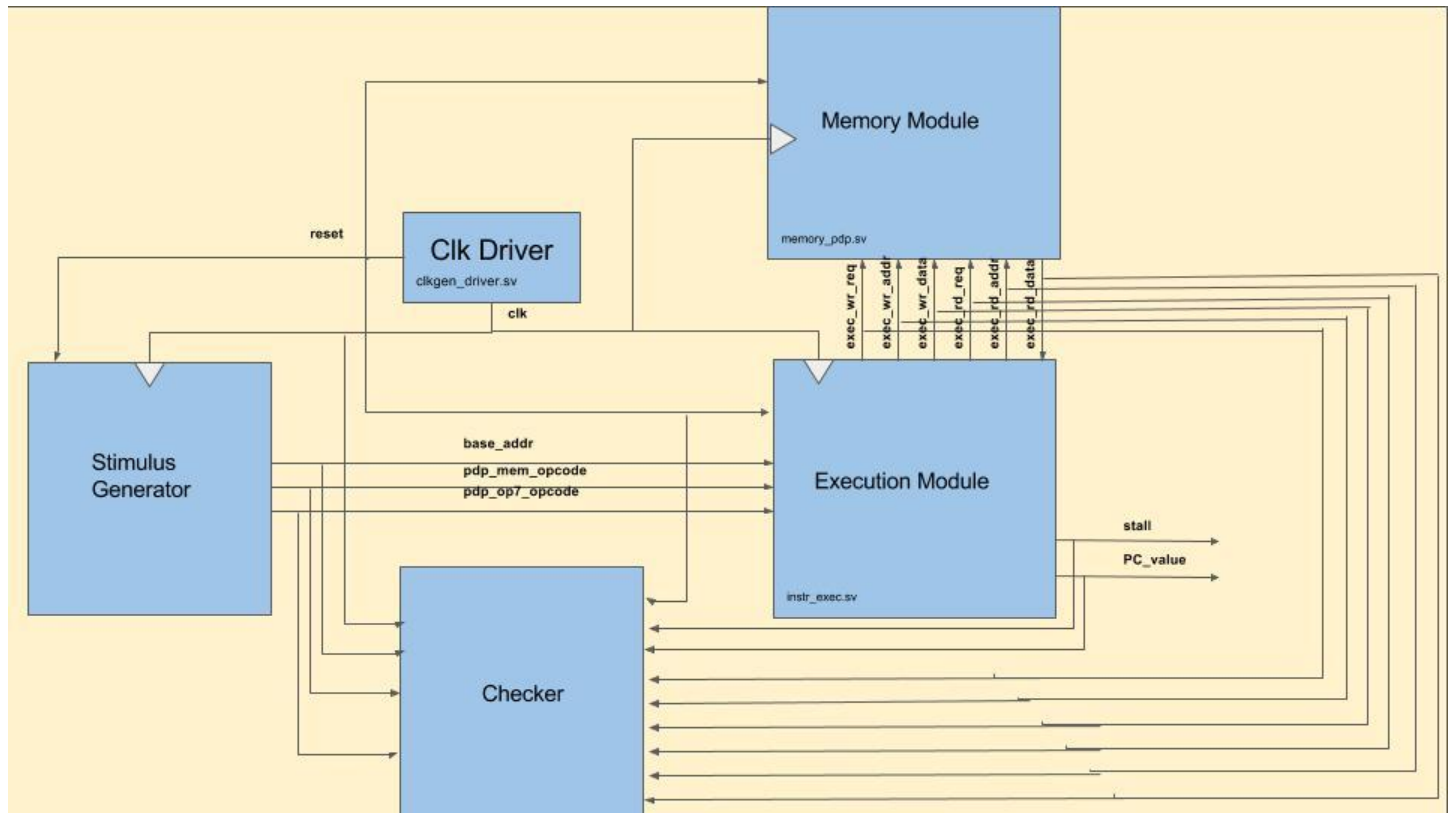 Memory Module
memory_pdp.sv
reset
Clk Driver
clkgen_driver.sv
clk
exec_wr_req
exec_wr_addr
exec_wr_data
exec_rd_req
exec_rd_addr
exec_rd_data
Stimulus
Generator
base_addr
pdp_mem_opcode
pdp_op7_opcode
Execution Module
instr_exec.sv
stall
PC_value
Checker